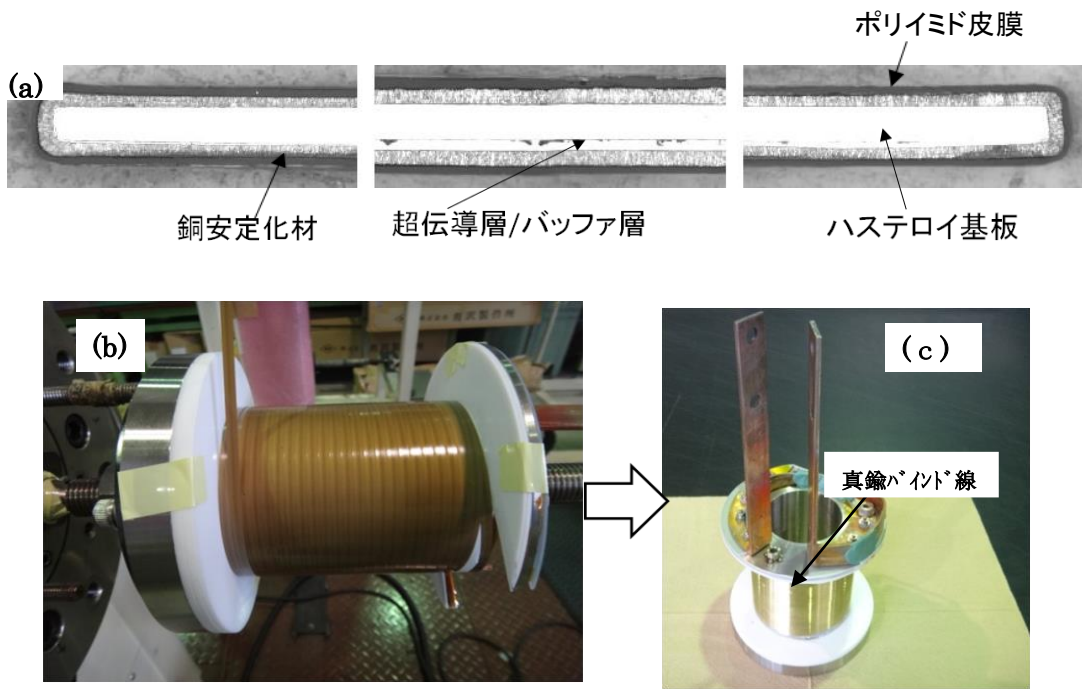 ポリイミド皮膜
(a)
銅安定化材
超伝導層/バッファ層
ハステロイ基板
(b)
(c)
真鍮ﾊﾞｲﾝﾄﾞ線